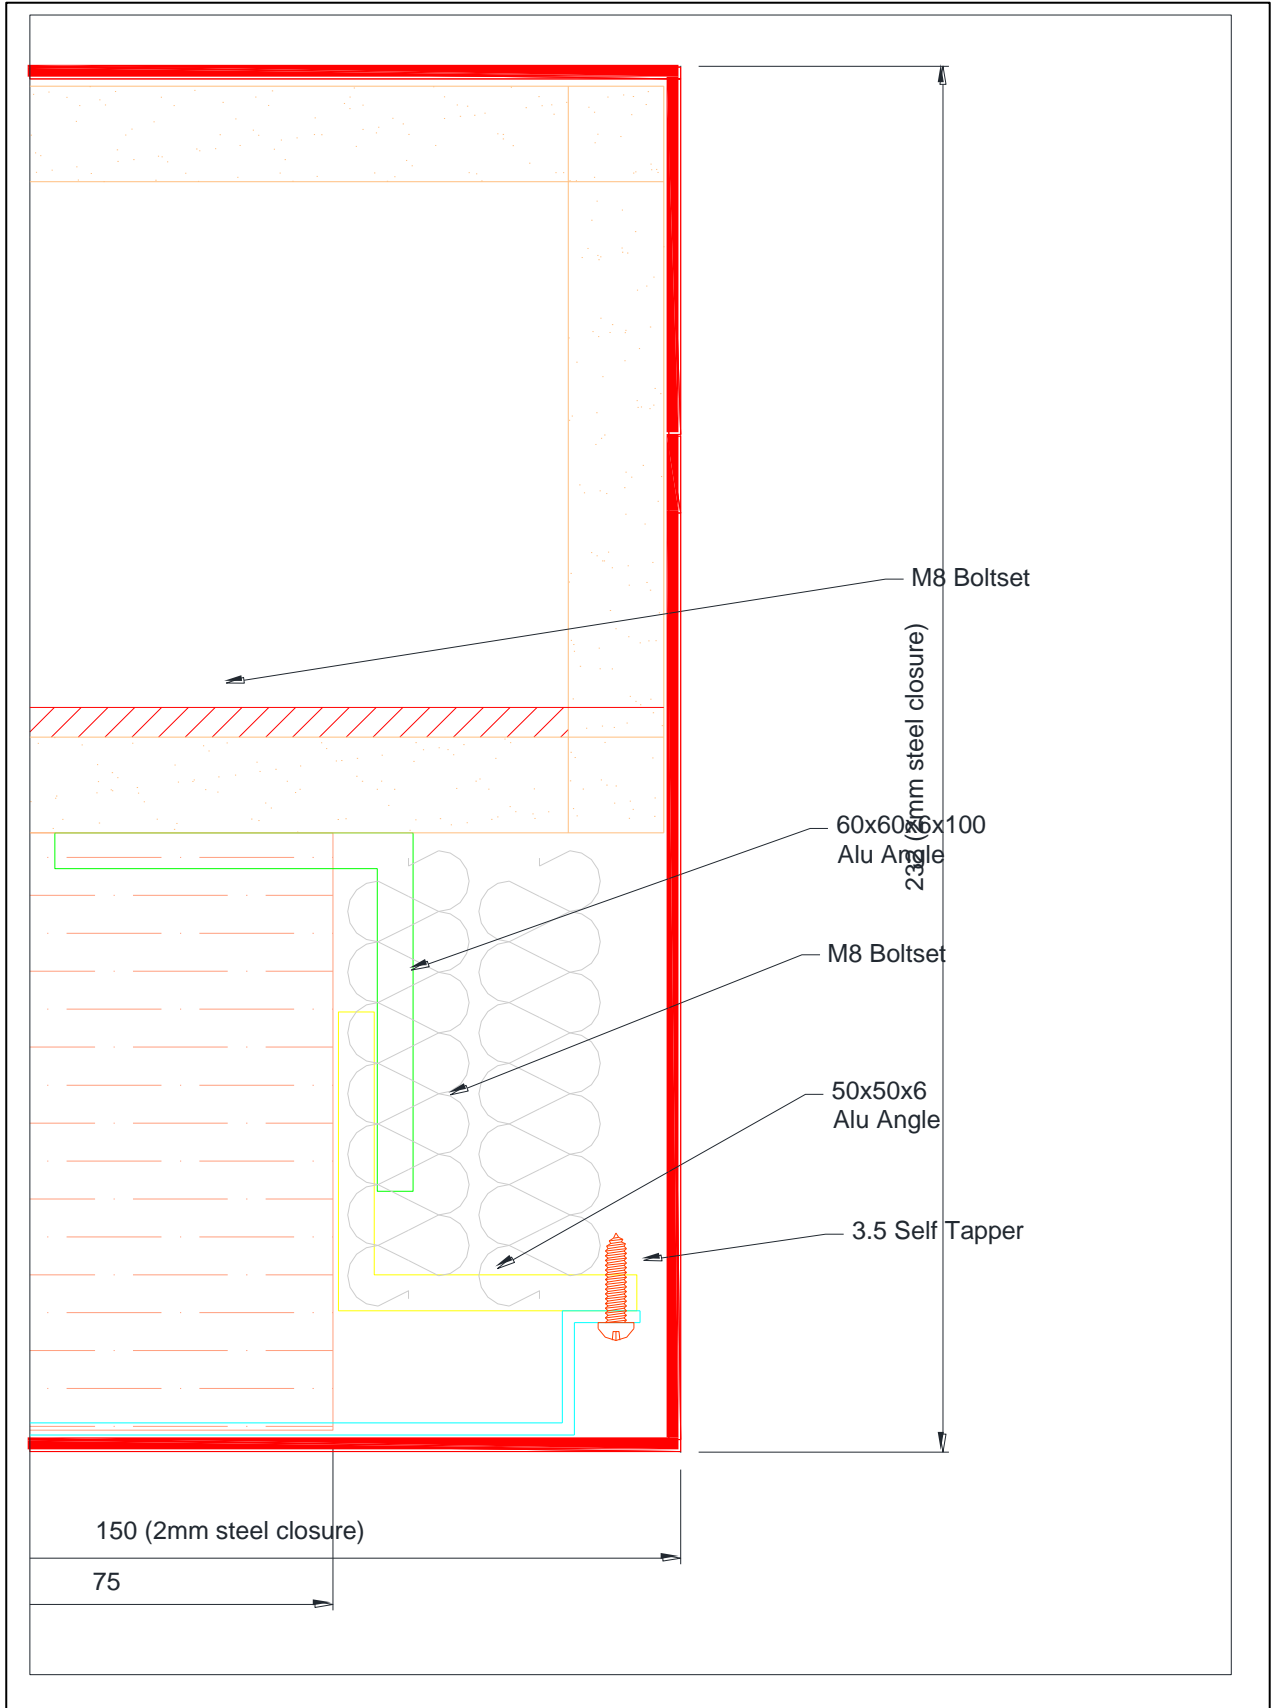 M8 Boltset
232 (2mm steel closure)
60x60x6x100
Alu Angle
M8 Boltset
50x50x6
Alu Angle
3.5 Self Tapper
150 (2mm steel closure)
75